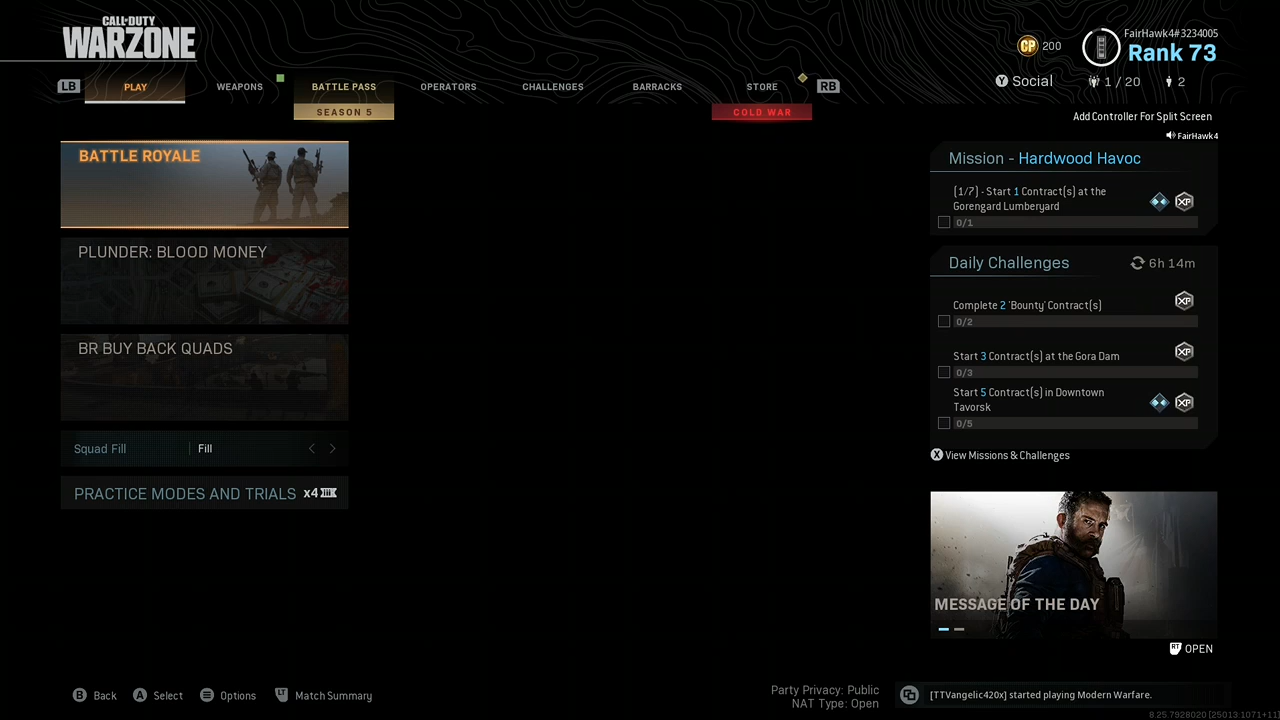 CALL OF DUTY
WARZONE
CP 200
FairHawk4#3234005
Rank 73
LB
PLAY
WEAPONS
BATTLE PASS
OPERATORS
CHALLENGES
BARRACKS
STORE
RB
Y Social
1 / 20
2
SEASON 5
COLD WAR
Add Controller For Split Screen
FairHawk4
BATTLE ROYALE
PLUNDER: BLOOD MONEY
BR BUY BACK QUADS
Squad Fill
Fill
PRACTICE MODES AND TRIALS x4
Mission - Hardwood Havoc
(1/7) - Start 1 Contract(s) at the
Gorengard Lumberyard
XP
0/1
Daily Challenges
6h 14m
Complete 2 'Bounty' Contract(s)
XP
0/2
Start 3 Contract(s) at the Gora Dam
XP
0/3
Start 5 Contract(s) in Downtown
Tavorsk
XP
0/5
X View Missions & Challenges
MESSAGE OF THE DAY
RT OPEN
B Back
A Select
Options
LT Match Summary
Party Privacy: Public
NAT Type: Open
[TTVangelic420x] started playing Modern Warfare.